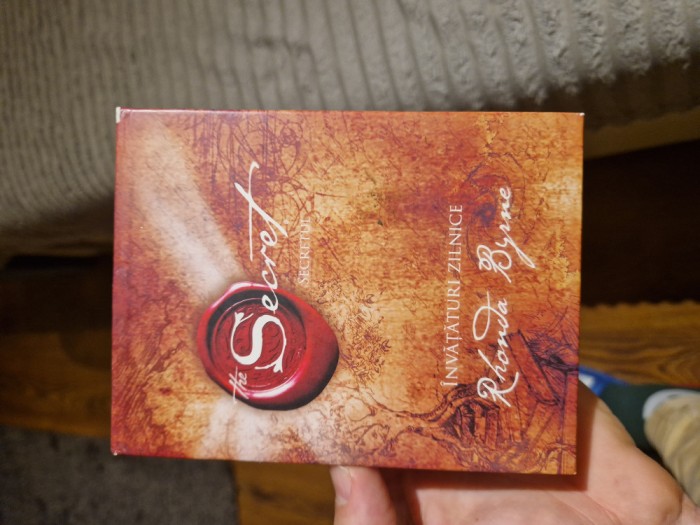 the Secret
SECRETUL
ÎNVĂȚĂTURI ZILNICE
Rhonda Byrne